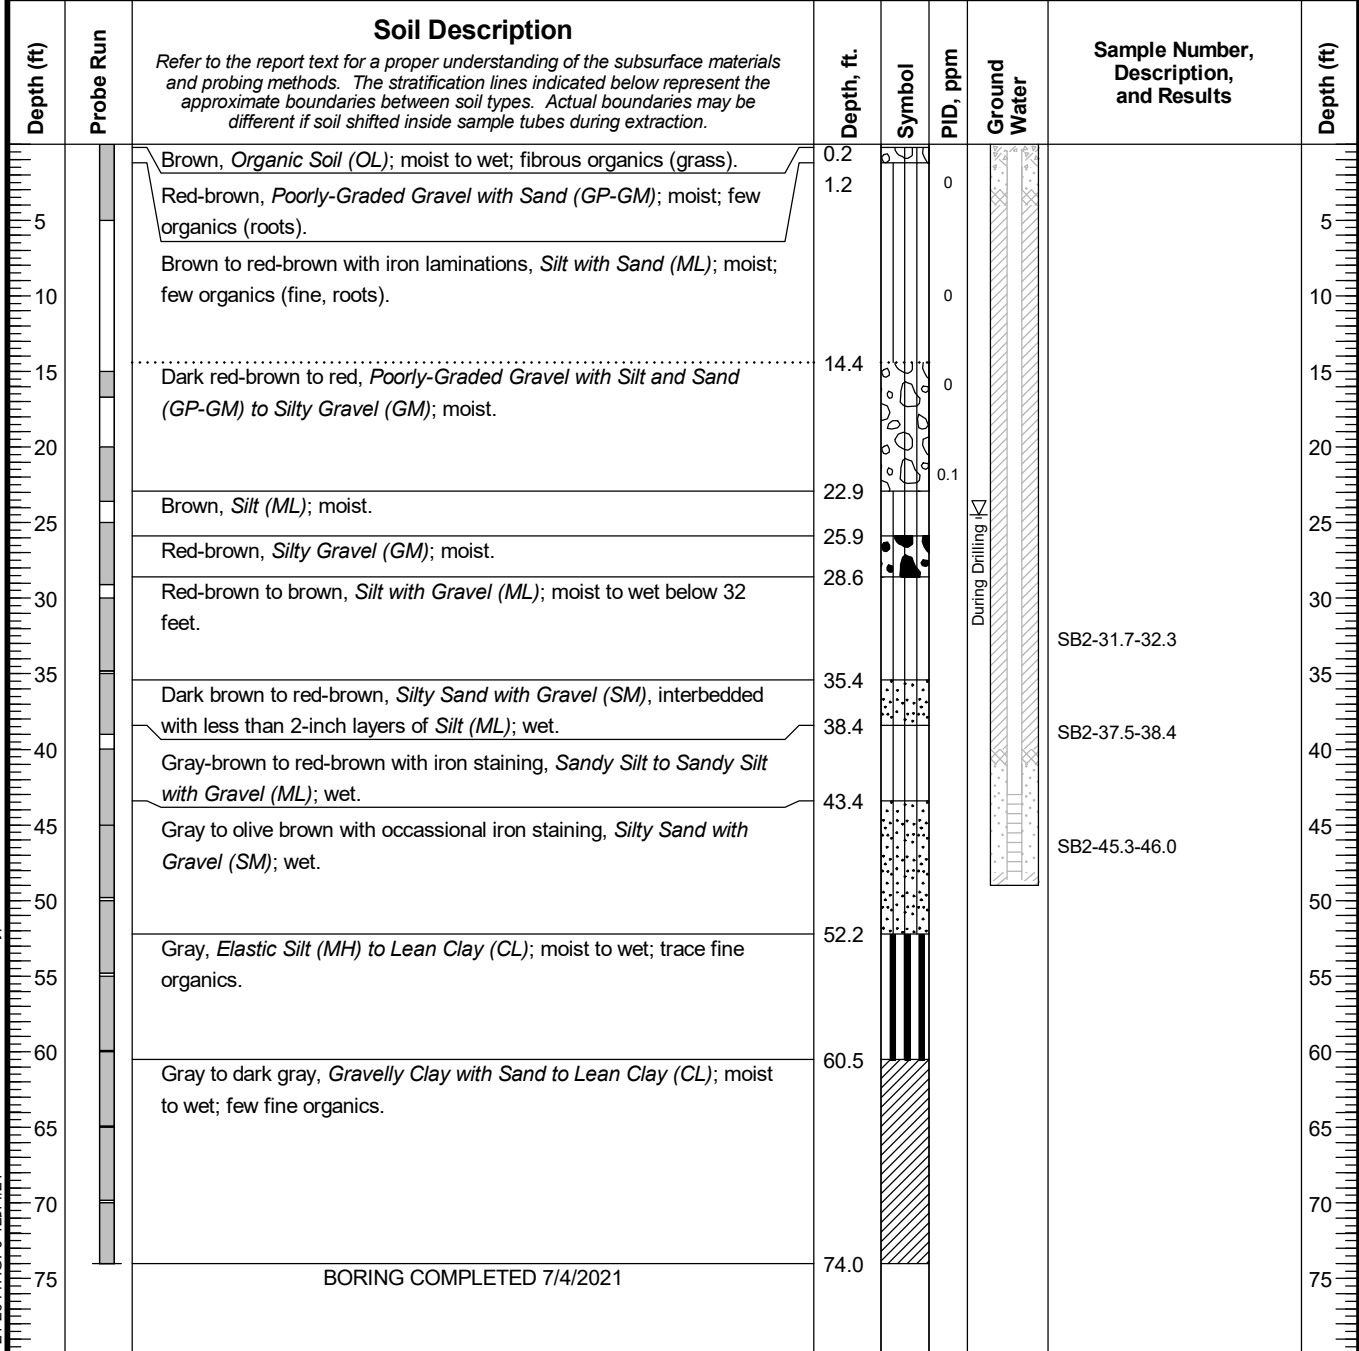 Depth (ft)
Probe Run
Soil Description
Refer to the report text for a proper understanding of the subsurface materials
and probing methods. The stratification lines indicated below represent the
approximate boundaries between soil types. Actual boundaries may be
different if soil shifted inside sample tubes during extraction.
Depth, ft.
Symbol
PID, ppm
Ground
Water
Sample Number,
Description,
and Results
Depth (ft)
Brown, Organic Soil (OL); moist to wet; fibrous organics (grass).
0.2
Red-brown, Poorly-Graded Gravel with Sand (GP-GM); moist; few
organics (roots).
1.2
0
5
5
Brown to red-brown with iron laminations, Silt with Sand (ML); moist;
few organics (fine, roots).
10
0
10
14.4
15
Dark red-brown to red, Poorly-Graded Gravel with Silt and Sand
(GP-GM) to Silty Gravel (GM); moist.
0
15
20
20
0.1
22.9
Brown, Silt (ML); moist.
25
During Drilling
25
25.9
Red-brown, Silty Gravel (GM); moist.
28.6
Red-brown to brown, Silt with Gravel (ML); moist to wet below 32
feet.
30
30
SB2-31.7-32.3
35
35
35.4
Dark brown to red-brown, Silty Sand with Gravel (SM), interbedded
with less than 2-inch layers of Silt (ML); wet.
38.4
SB2-37.5-38.4
40
40
Gray-brown to red-brown with iron staining, Sandy Silt to Sandy Silt
with Gravel (ML); wet.
43.4
45
45
Gray to olive brown with occassional iron staining, Silty Sand with
Gravel (SM); wet.
SB2-45.3-46.0
50
50
52.2
Gray, Elastic Silt (MH) to Lean Clay (CL); moist to wet; trace fine
organics.
55
55
60
60
60.5
Gray to dark gray, Gravelly Clay with Sand to Lean Clay (CL); moist
to wet; few fine organics.
65
65
70
70
74.0
75
BORING COMPLETED 7/4/2021
75